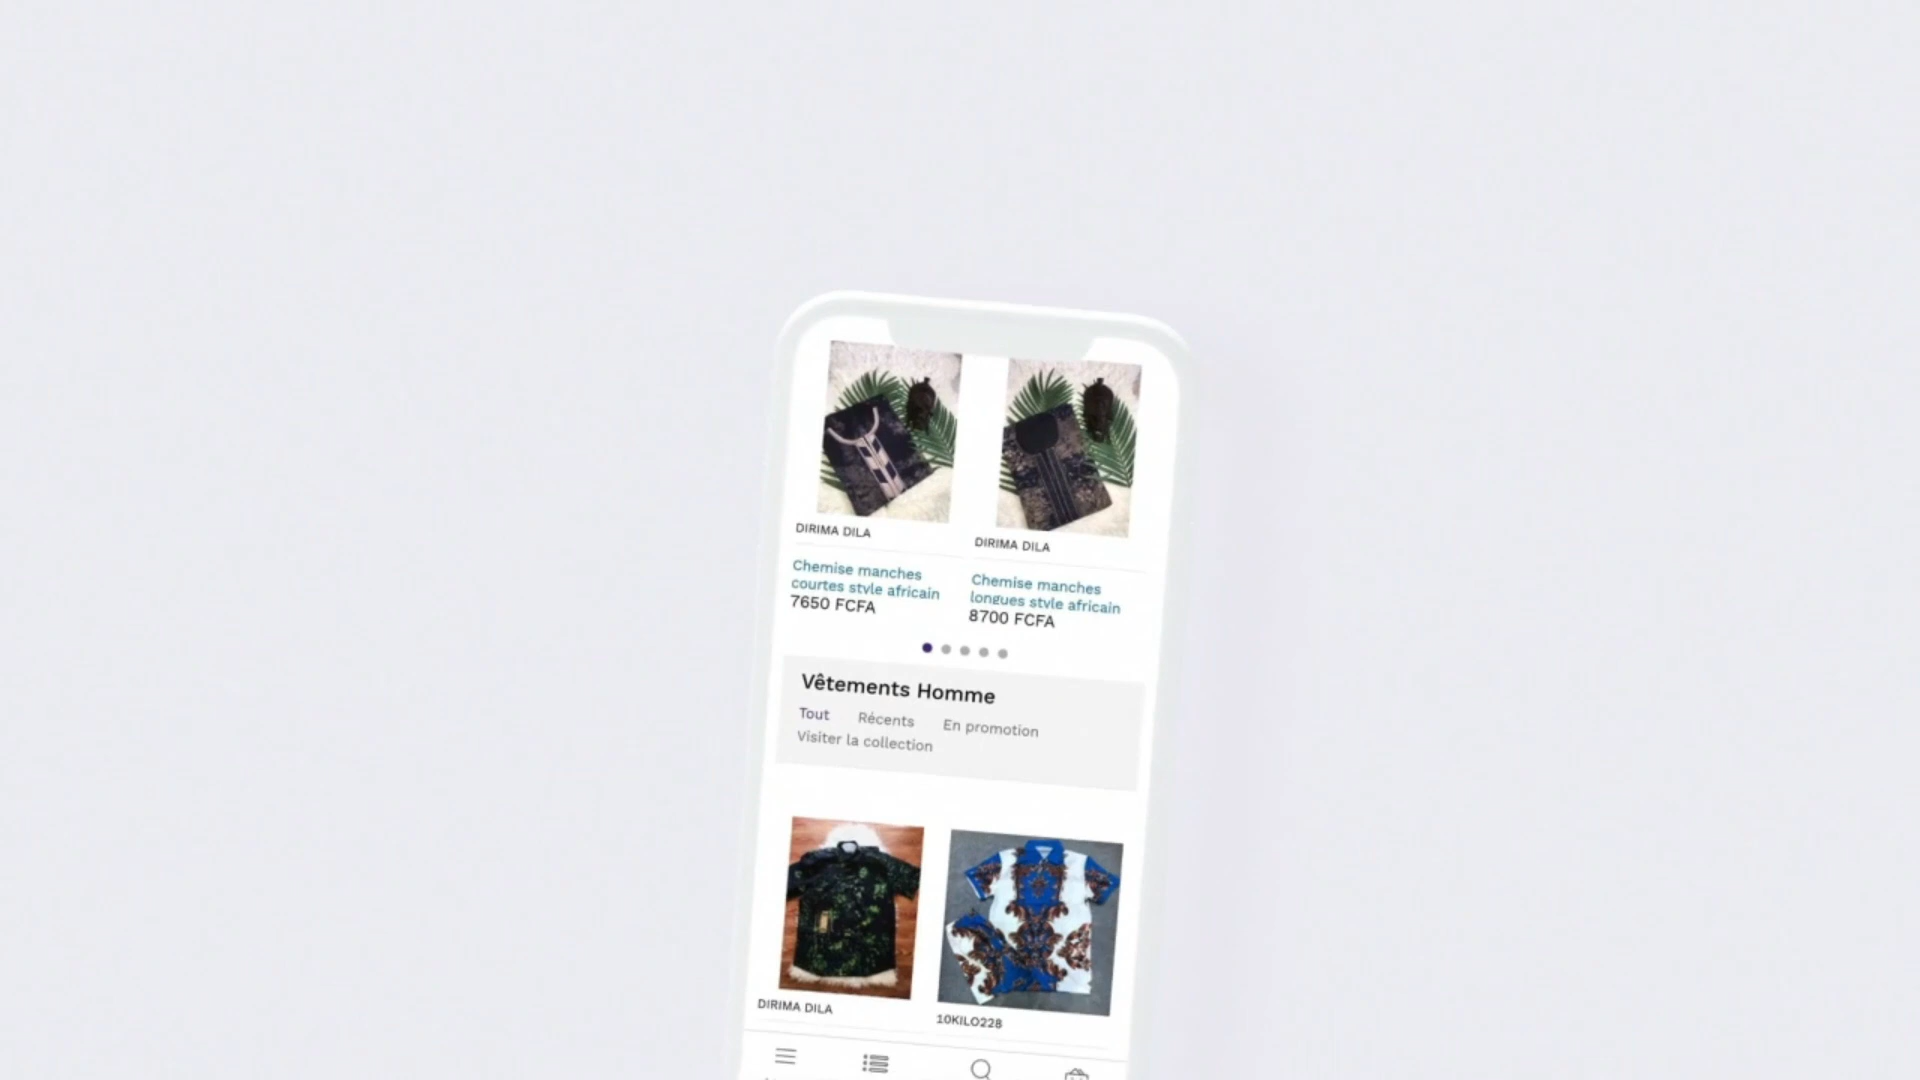 DIRIMA DILA
DIRIMA DILA
Chemise manches
courtes style africain
7650 FCFA
Chemise manches
longues style africain
8700 FCFA
Vêtements Homme
Tout Récents En promotion
Visiter la collection
DIRIMA DILA
10KILO228